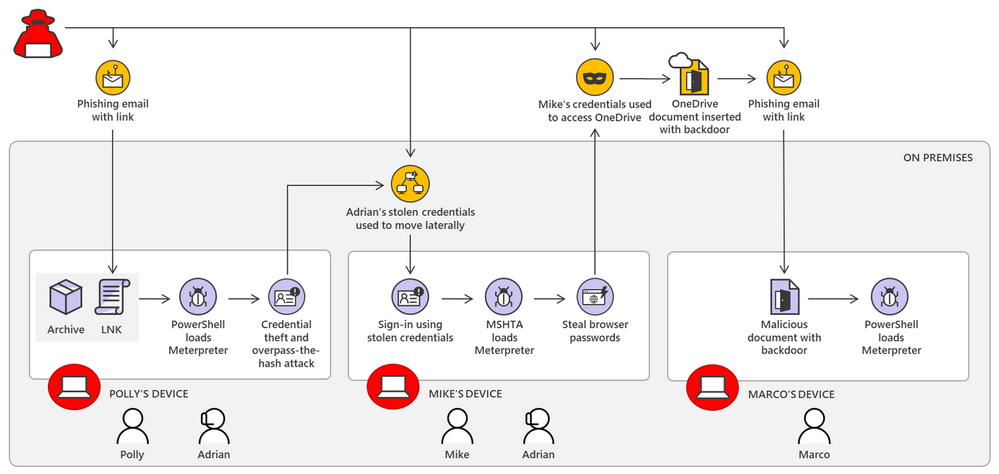 Phishing email
with link
Mike's credentials used
to access OneDrive
OneDrive
document inserted
with backdoor
Phishing email
with link
ON PREMISES
Adrian's stolen credentials
used to move laterally
Archive
LNK
PowerShell
loads
Meterpreter
Credential
theft and
overpass-the-
hash attack
Sign-in using
stolen credentials
MSHTA
loads
Meterpreter
Steal browser
passwords
Malicious
document with
backdoor
PowerShell
loads
Meterpreter
POLLY'S DEVICE
MIKE'S DEVICE
MARCO'S DEVICE
Polly
Adrian
Mike
Adrian
Marco